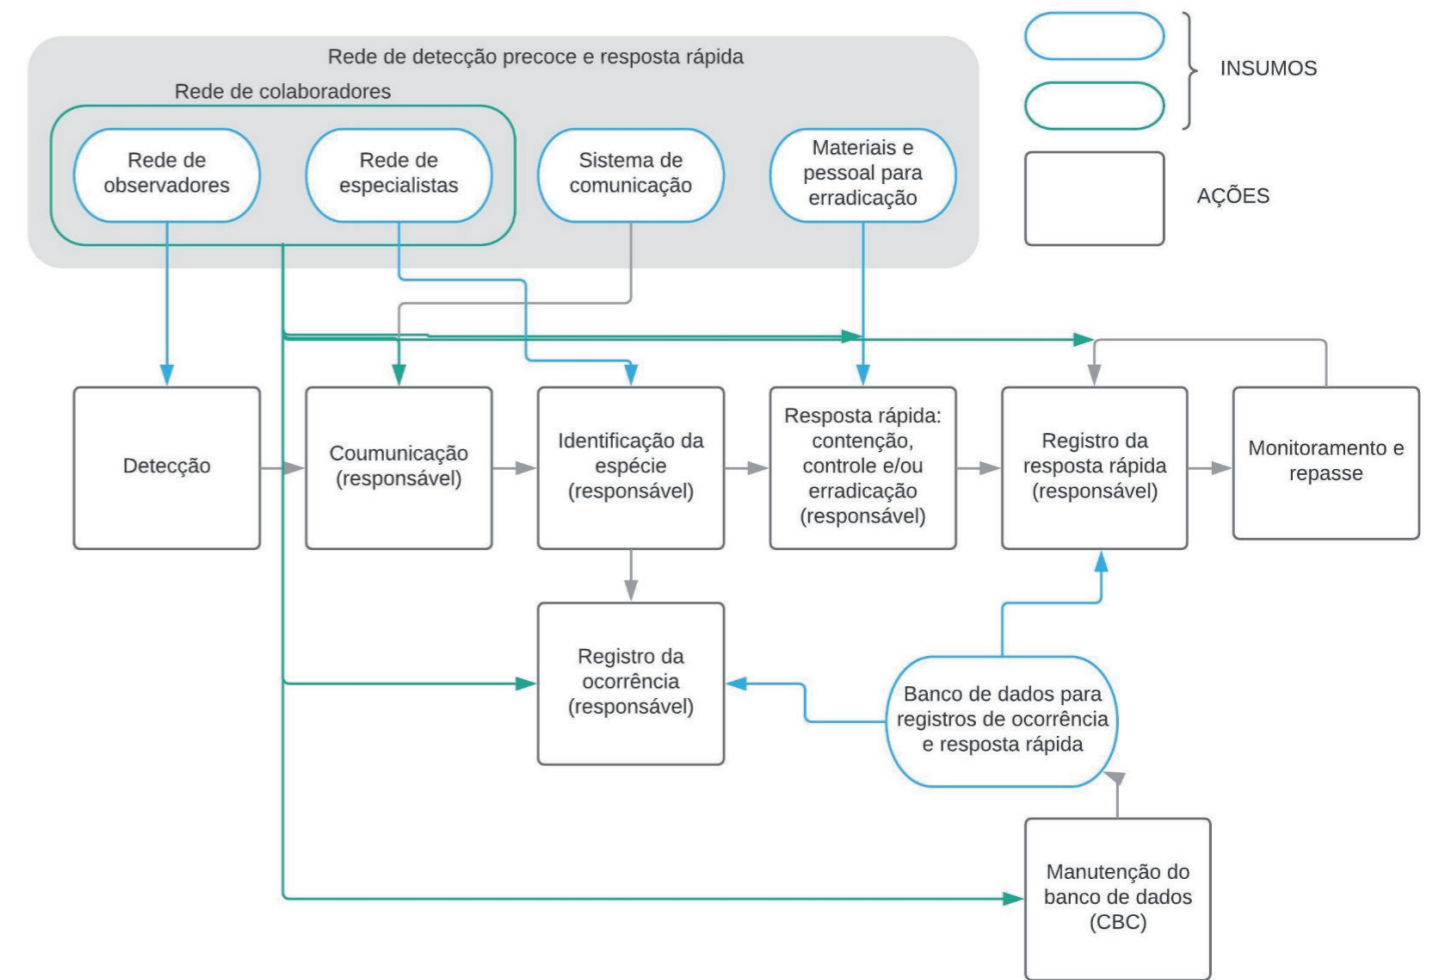 Rede de detecção precoce e resposta rápida
Rede de colaboradores
Rede de
observadores
Rede de
especialistas
Sistema de
comunicação
Materiais e
pessoal para
erradicação
INSUMOS
AÇÕES
Detecção
Coumunicação
(responsável)
Identificação da
espécie
(responsável)
Resposta rápida:
contenção,
controle e/ou
erradicação
(responsável)
Registro da
resposta rápida
(responsável)
Monitoramento e
repasse
Registro da
ocorrência
(responsável)
Banco de dados para
registros de ocorrência
e resposta rápida
Manutenção do
banco de dados
(CBC)